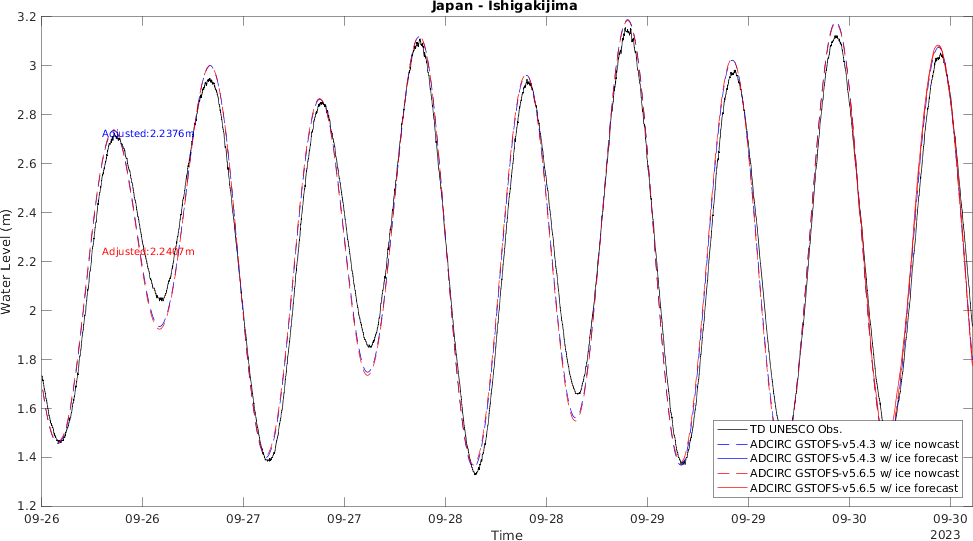 Japan - Ishigakijima
3.2
3
2.8
2.6
2.4
2.2
2
1.8
1.6
1.4
1.2
Water Level (m)
Adjusted:2.2376m
Adjusted:2.2407m
TD UNESCO Obs.
ADCIRC GSTOFS-v5.4.3 w/ ice nowcast
ADCIRC GSTOFS-v5.4.3 w/ ice forecast
ADCIRC GSTOFS-v5.6.5 w/ ice nowcast
ADCIRC GSTOFS-v5.6.5 w/ ice forecast
09-26 09-26 09-27 09-27 09-28 09-28 09-29 09-29 09-30 09-30
2023
Time